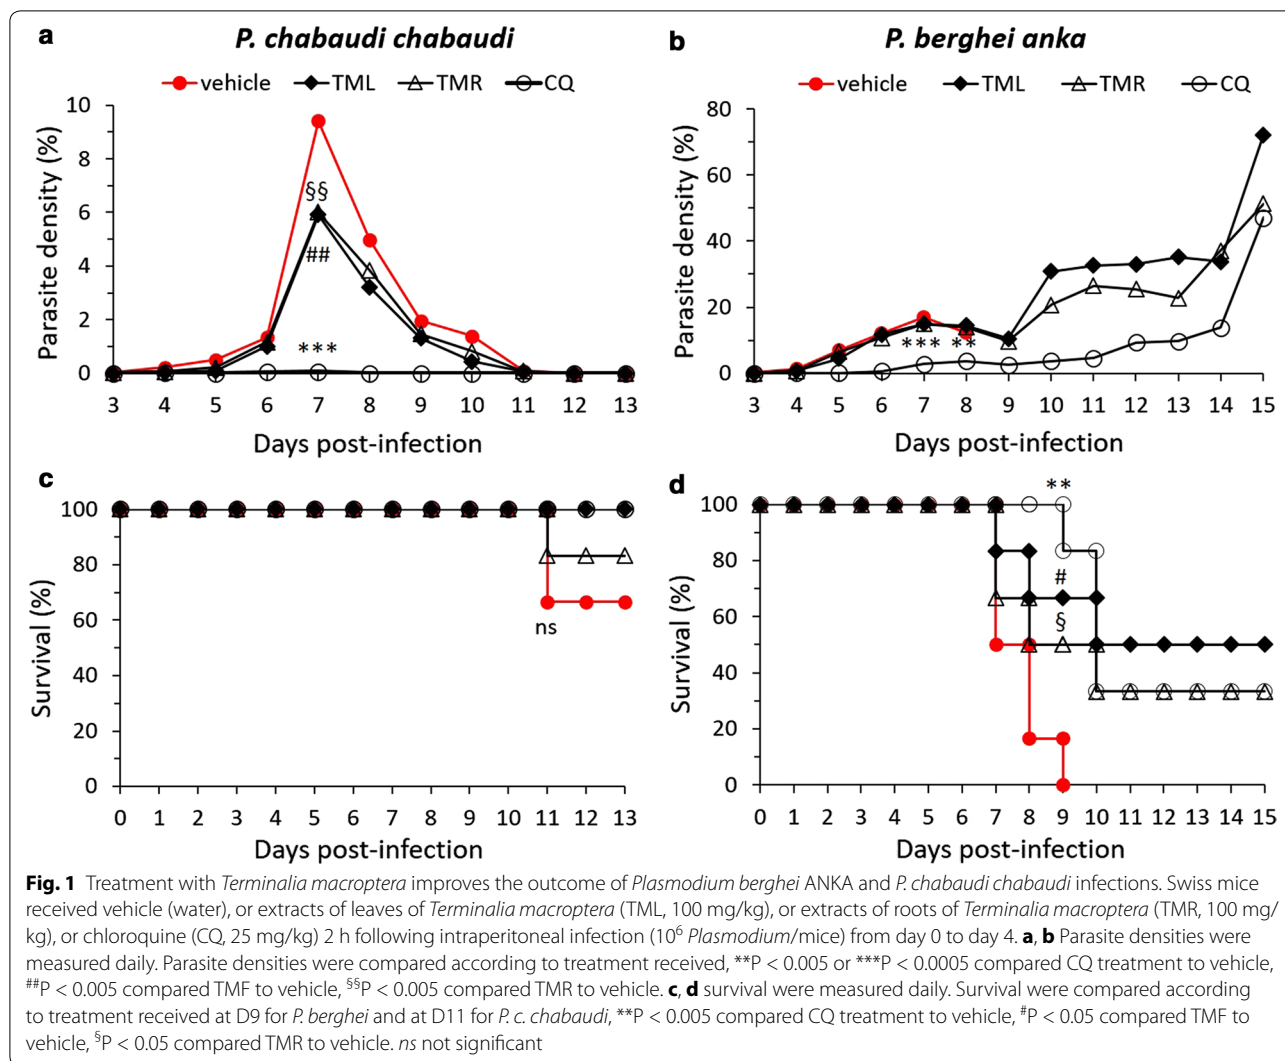 a
P. chabaudi chabaudi
vehicle TML TMR CQ
Parasite density (%)
10
8
6
4
2
0
§§
##
***
3 4 5 6 7 8 9 10 11 12 13
Days post-infection
b
P. berghei anka
vehicle TML TMR CQ
Parasite density (%)
80
60
40
20
0
*** **
3 4 5 6 7 8 9 10 11 12 13 14 15
Days post-infection
c
Survival (%)
100
80
60
40
20
0
ns
0 1 2 3 4 5 6 7 8 9 10 11 12 13
Days post-infection
d
Survival (%)
100
80
60
40
20
0
**
#
§
0 1 2 3 4 5 6 7 8 9 10 11 12 13 14 15
Days post-infection
Fig. 1 Treatment with Terminalia macroptera improves the outcome of Plasmodium berghei ANKA and P. chabaudi chabaudi infections. Swiss mice
received vehicle (water), or extracts of leaves of Terminalia macroptera (TML, 100 mg/kg), or extracts of roots of Terminalia macroptera (TMR, 100 mg/
kg), or chloroquine (CQ, 25 mg/kg) 2 h following intraperitoneal infection (10⁶ Plasmodium/mice) from day 0 to day 4. a, b Parasite densities were
measured daily. Parasite densities were compared according to treatment received, **P < 0.005 or ***P < 0.0005 compared CQ treatment to vehicle,
##P < 0.005 compared TMF to vehicle, §§P < 0.005 compared TMR to vehicle. c, d survival were measured daily. Survival were compared according
to treatment received at D9 for P. berghei and at D11 for P. c. chabaudi, **P < 0.005 compared CQ treatment to vehicle, #P < 0.05 compared TMF to
vehicle, §P < 0.05 compared TMR to vehicle. ns not significant